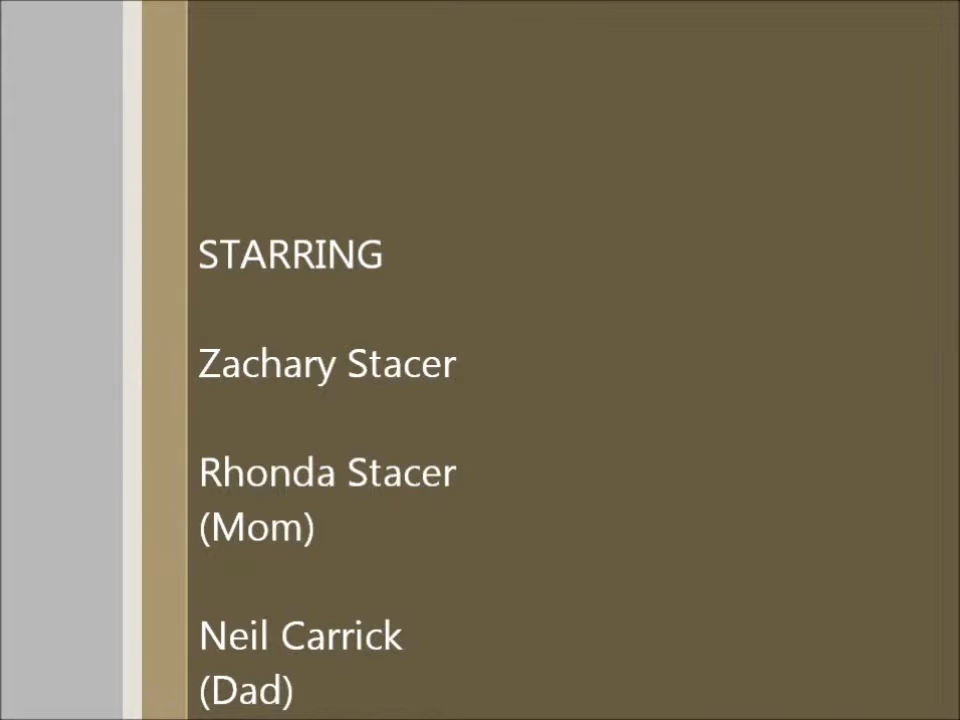 STARRING
Zachary Stacer
Rhonda Stacer
(Mom)
Neil Carrick
(Dad)